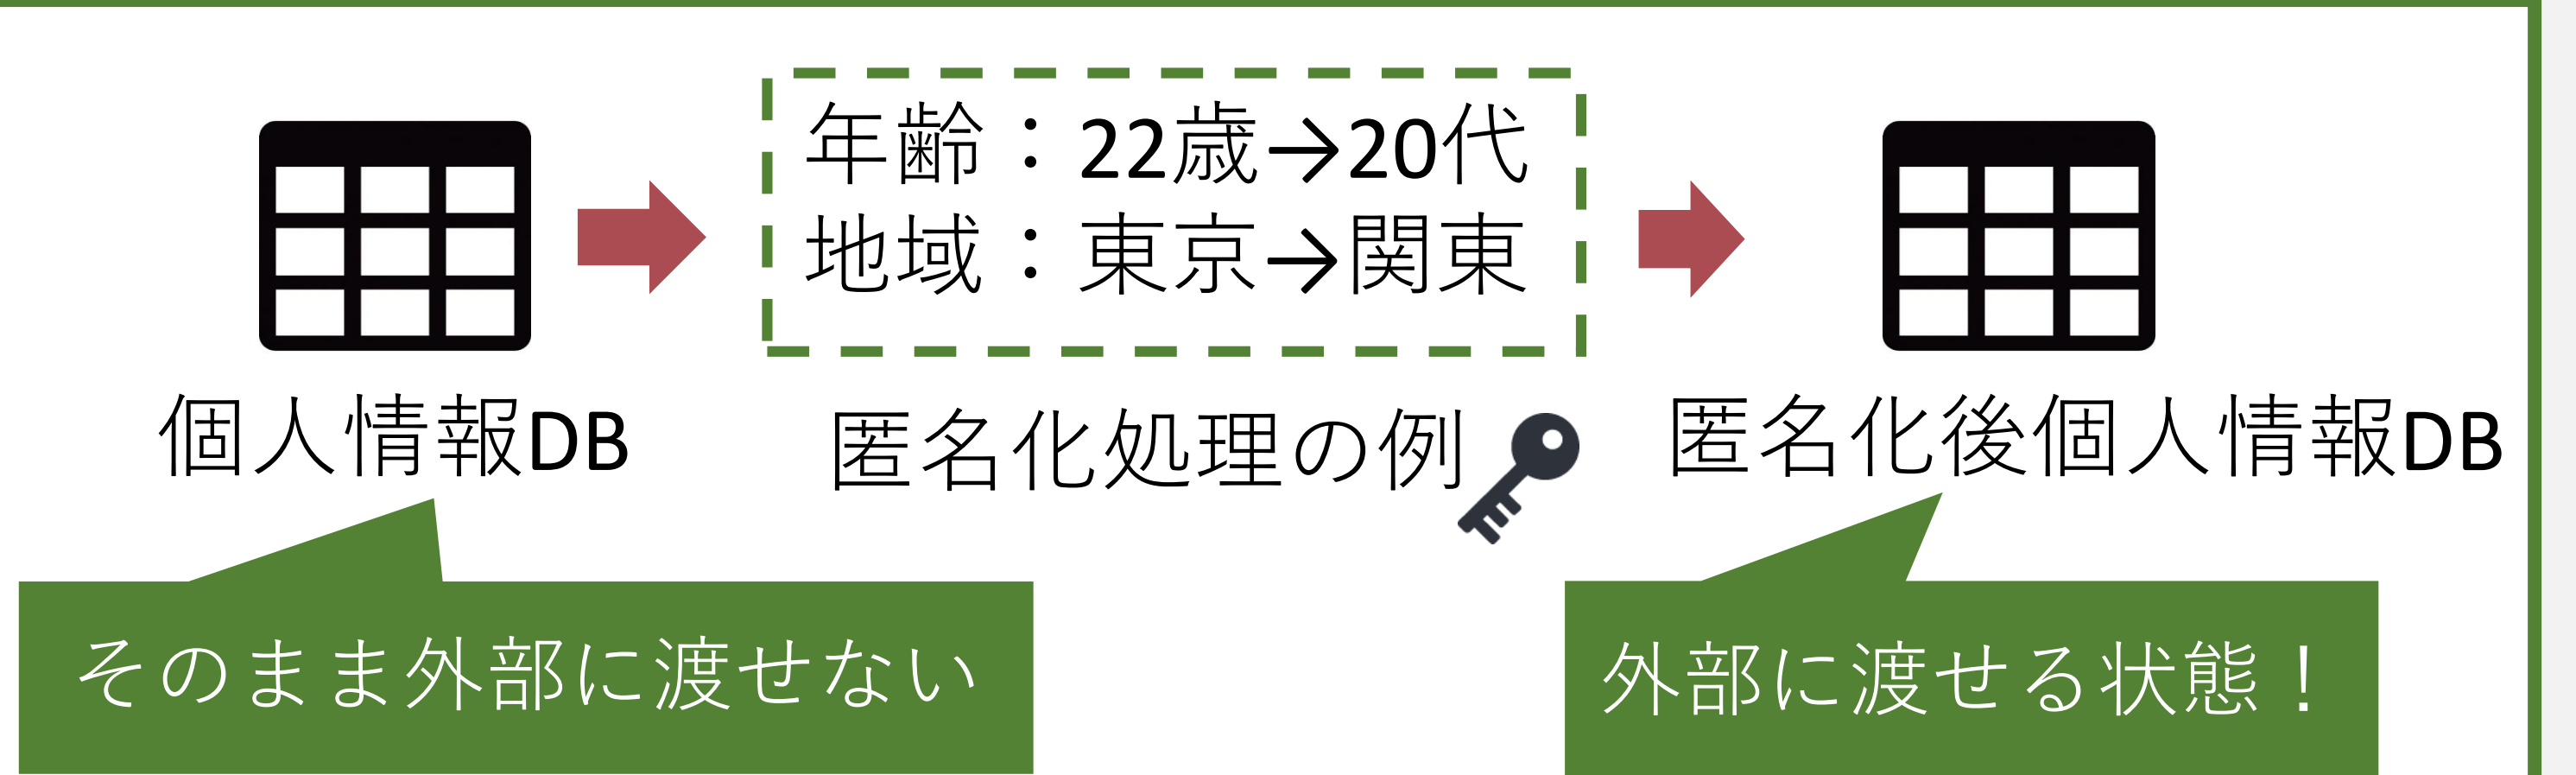 年齢：22歳→20代
地域：東京→関東
個人情報DB
匿名化処理の例
匿名化後個人情報DB
そのまま外部に渡せない
外部に渡せる状態！